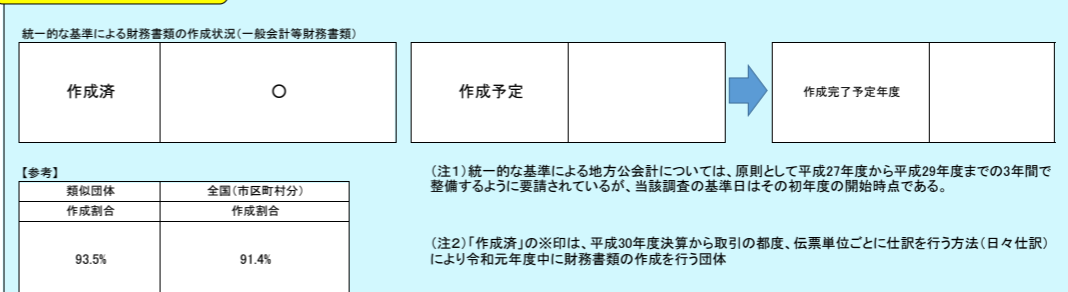 統一的な基準による財務書類の作成状況(一般会計等財務書類)
作成済 〇 作成予定 作成完了予定年度
【参考】
類似団体 全国(市区町村分)
作成割合 作成割合
93.5% 91.4%
(注1)統一的な基準による地方公会計については、原則として平成27年度から平成29年度までの3年間で
整備するように要請されているが、当該調査の基準日はその初年度の開始時点である。
(注2)「作成済」の※印は、平成30年度決算から取引の都度、伝票単位ごとに仕訳を行う方法(日々仕訳)
により令和元年度中に財務書類の作成を行う団体